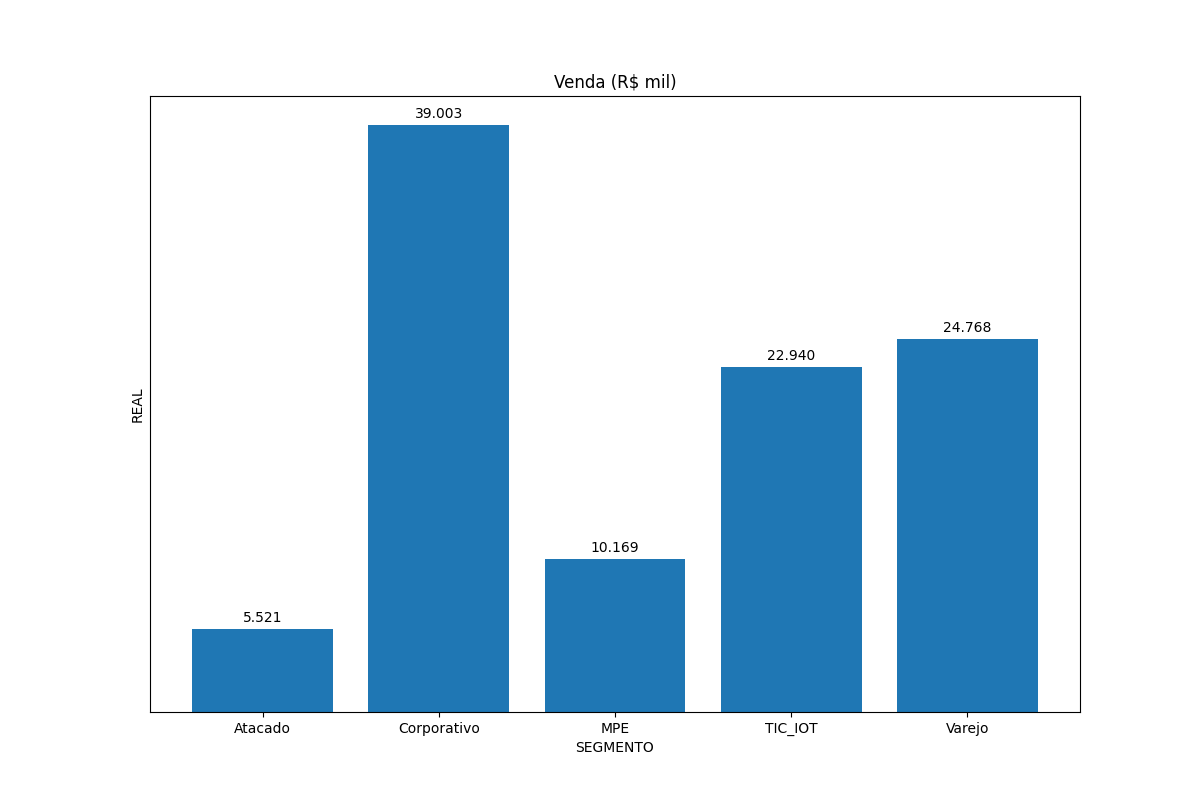 Venda (R$ mil)
39.003
24.768
22.940
10.169
5.521
REAL
Atacado Corporativo MPE TIC_IOT Varejo
SEGMENTO